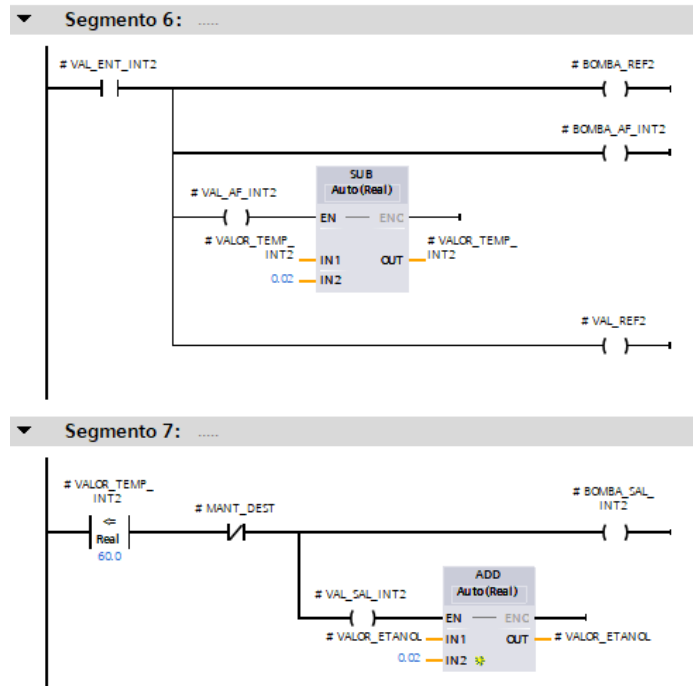 Segmento 6: .....
# VAL_ENT_INT2
# BOMBA_REF2
# BOMBA_AF_INT2
SUB
Auto (Real)
# VAL_AF_INT2
EN
ENC
# VALOR_TEMP_
INT2
IN1
OUT
# VALOR_TEMP_
INT2
0.02
IN2
# VAL_REF2
Segmento 7: .....
# VALOR_TEMP_
INT2
<=
Real
60.0
# MANT_DEST
# BOMBA_SAL_
INT2
ADD
Auto (Real)
# VAL_SAL_INT2
EN
ENC
# VALOR_ETANOL
IN1
OUT
# VALOR_ETANOL
0.02
IN2